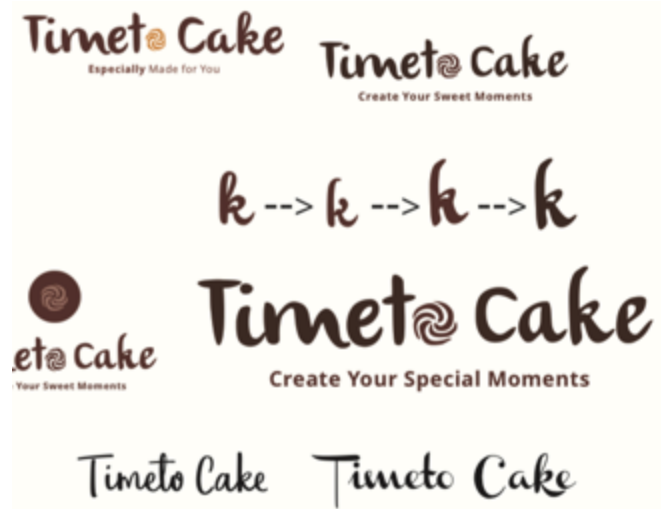 Timeto Cake
Especially Made for You
Timeto Cake
Create Your Sweet Moments
k --> k --> k --> k
eto Cake
Your Sweet Moments
Timeto Cake
Create Your Special Moments
Timeto Cake
Timeto Cake